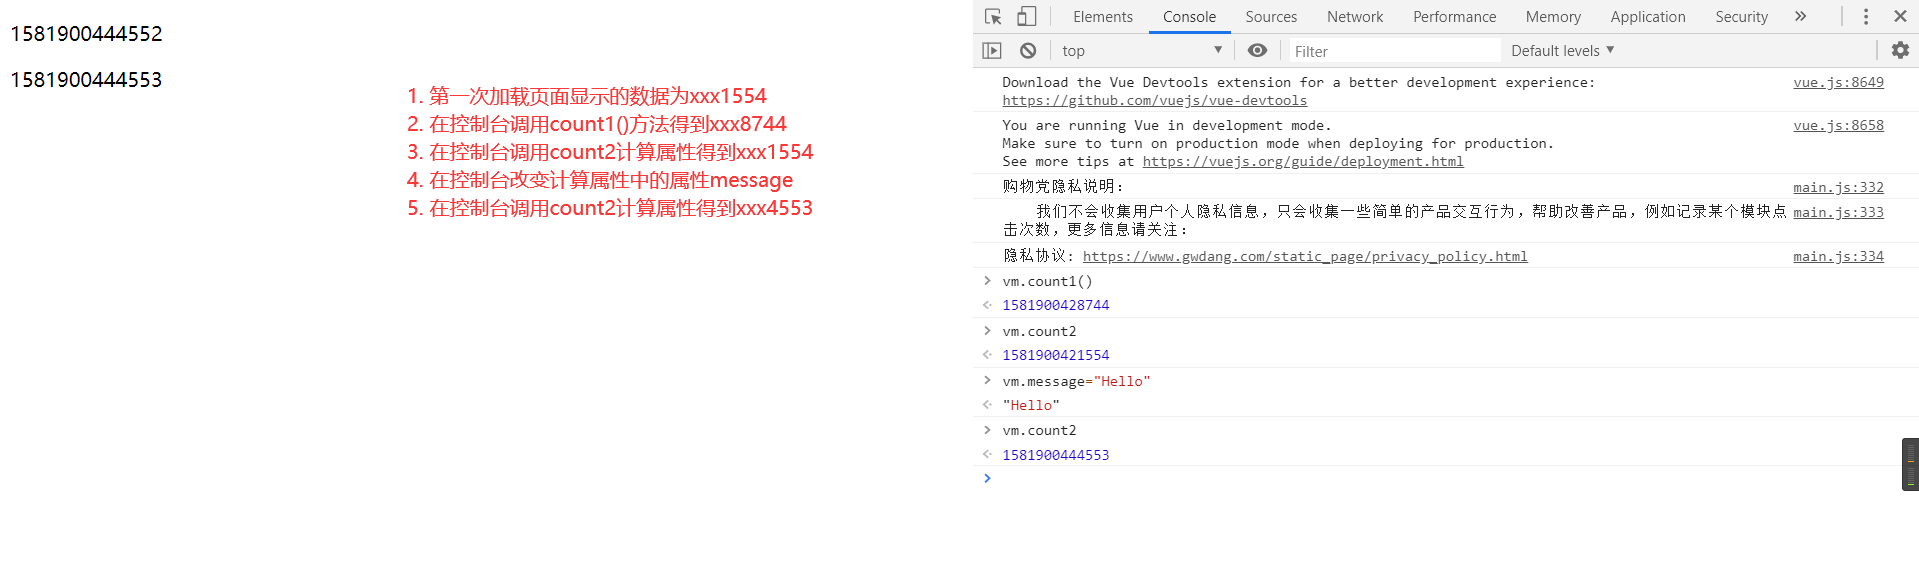 1581900444552
1581900444553
1. 第一次加载页面显示的数据为xxx1554
2. 在控制台调用count1()方法得到xxx8744
3. 在控制台调用count2计算属性得到xxx1554
4. 在控制台改变计算属性中的属性message
5. 在控制台调用count2计算属性得到xxx4553
Elements Console Sources Network Performance Memory Application Security »
top Filter Default levels
Download the Vue Devtools extension for a better development experience: vue.js:8649
https://github.com/vuejs/vue-devtools
You are running Vue in development mode. vue.js:8658
Make sure to turn on production mode when deploying for production.
See more tips at https://vuejs.org/guide/deployment.html
购物党隐私说明: main.js:332
我们不会收集用户个人隐私信息，只会收集一些简单的产品交互行为，帮助改善产品，例如记录某个模块点 main.js:333
击次数，更多信息请关注:
隐私协议: https://www.gwdang.com/static_page/privacy_policy.html main.js:334
> vm.count1()
1581900428744
> vm.count2
1581900421554
> vm.message="Hello"
"Hello"
> vm.count2
1581900444553
>